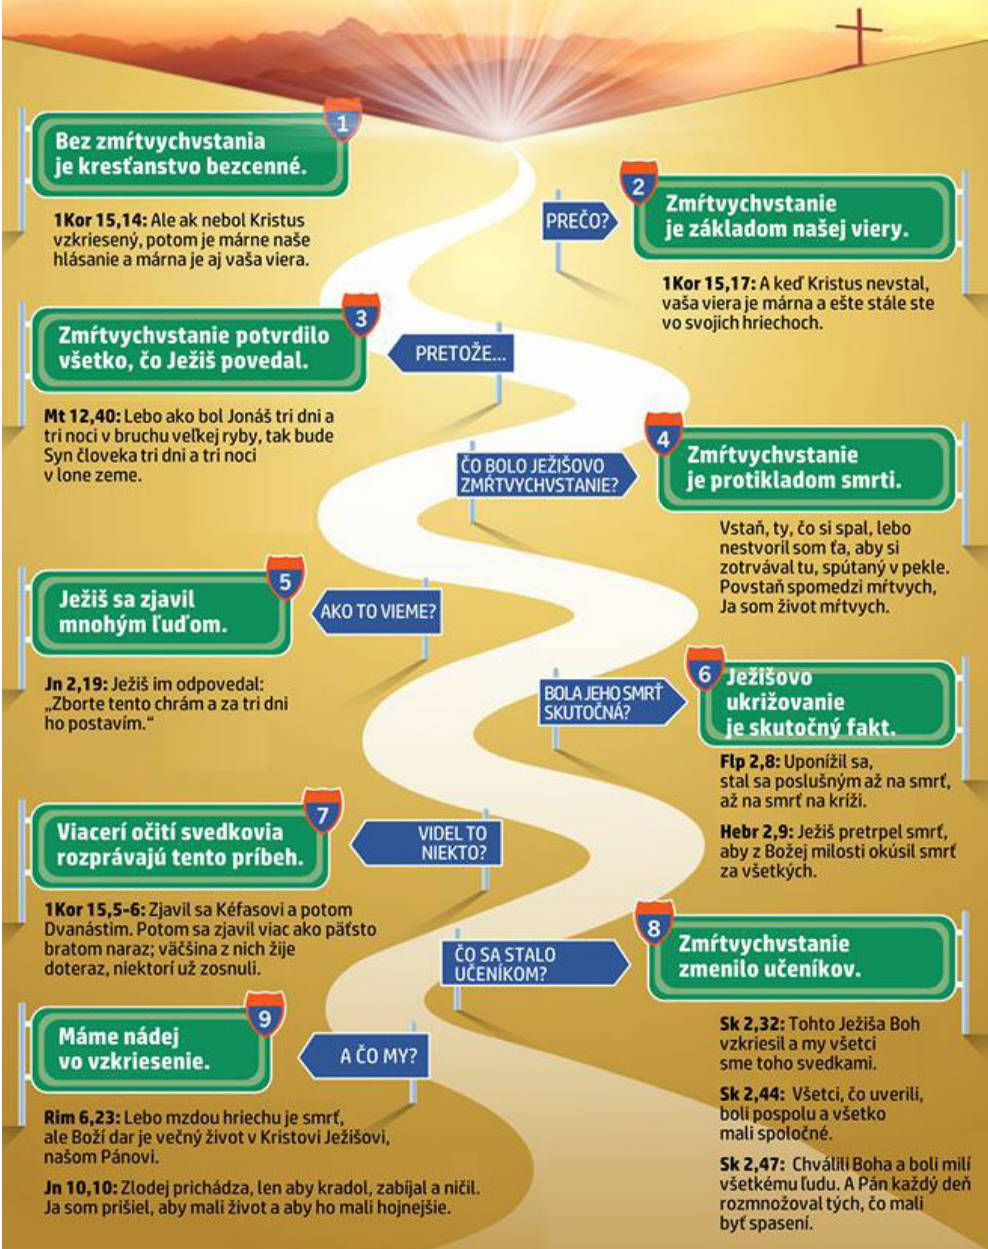 1
Bez zmŕtvychvstania
je kresťanstvo bezcenné.
1Kor 15,14: Ale ak nebol Kristus
vzkriesený, potom je márne naše
hlásanie a márna je aj vaša viera.
PREČO?
2
Zmŕtvychvstanie
je základom našej viery.
1Kor 15,17: A keď Kristus nevstal,
vaša viera je márna a ešte stále ste
vo svojich hriechoch.
3
Zmŕtvychvstanie potvrdilo
všetko, čo Ježiš povedal.
PRETOŽE...
Mt 12,40: Lebo ako bol Jonáš tri dni a
tri noci v bruchu veľkej ryby, tak bude
Syn človeka tri dni a tri noci
v lone zeme.
ČO BOLO JEŽIŠOVO
ZMŔTVYCHVSTANIE?
4
Zmŕtvychvstanie
je protikladom smrti.
Vstaň, ty, čo si spal, lebo
nestvoril som ťa, aby si
zotrvával tu, spútaný v pekle.
Povstaň spomedzi mŕtvych,
Ja som život mŕtvych.
5
Ježiš sa zjavil
mnohým ľuďom.
AKO TO VIEME?
Jn 2,19: Ježiš im odpovedal:
„Zborte tento chrám a za tri dni
ho postavím.“
BOLA JEHO SMRŤ
SKUTOČNÁ?
6
Ježišovo
ukrižovanie
je skutočný fakt.
Flp 2,8: Uponížil sa,
stal sa poslušným až na smrť,
až na smrť na kríži.
Hebr 2,9: Ježiš pretrpel smrť,
aby z Božej milosti okúsil smrť
za všetkých.
7
Viacerí očití svedkovia
rozprávajú tento príbeh.
VIDEL TO
NIEKTO?
1Kor 15,5-6: Zjavil sa Kéfasovi a potom
Dvanástim. Potom sa zjavil viac ako päťsto
bratom naraz; väčšina z nich žije
doteraz, niektorí už zosnuli.
ČO SA STALO
UČENÍKOM?
8
Zmŕtvychvstanie
zmenilo učeníkov.
Sk 2,32: Tohto Ježiša Boh
vzkriesil a my všetci
sme toho svedkami.
Sk 2,44: Všetci, čo uverili,
boli pospolu a všetko
mali spoločné.
Sk 2,47: Chválili Boha a boli milí
všetkému ľudu. A Pán každý deň
rozmnožoval tých, čo mali
byť spasení.
9
Máme nádej
vo vzkriesenie.
A ČO MY?
Rim 6,23: Lebo mzdou hriechu je smrť,
ale Boží dar je večný život v Kristovi Ježišovi,
našom Pánovi.
Jn 10,10: Zlodej prichádza, len aby kradol, zabíjal a ničil.
Ja som prišiel, aby mali život a aby ho mali hojnejšie.